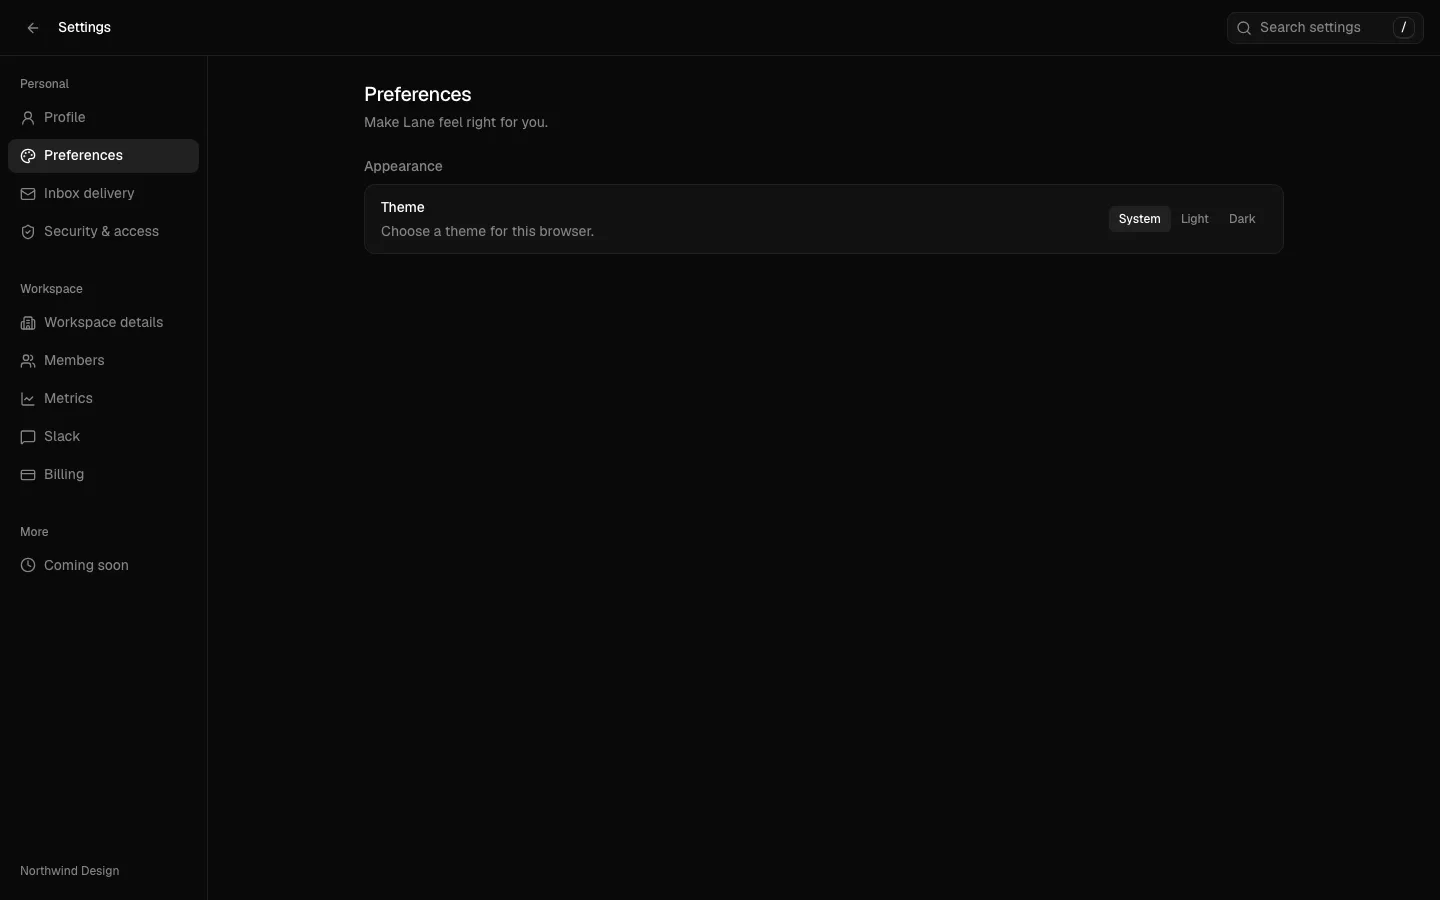 Settings
Search settings /
Personal
Profile
Preferences
Inbox delivery
Security & access
Workspace
Workspace details
Members
Metrics
Slack
Billing
More
Coming soon
Northwind Design
Preferences
Make Lane feel right for you.
Appearance
Theme
Choose a theme for this browser.
System Light Dark